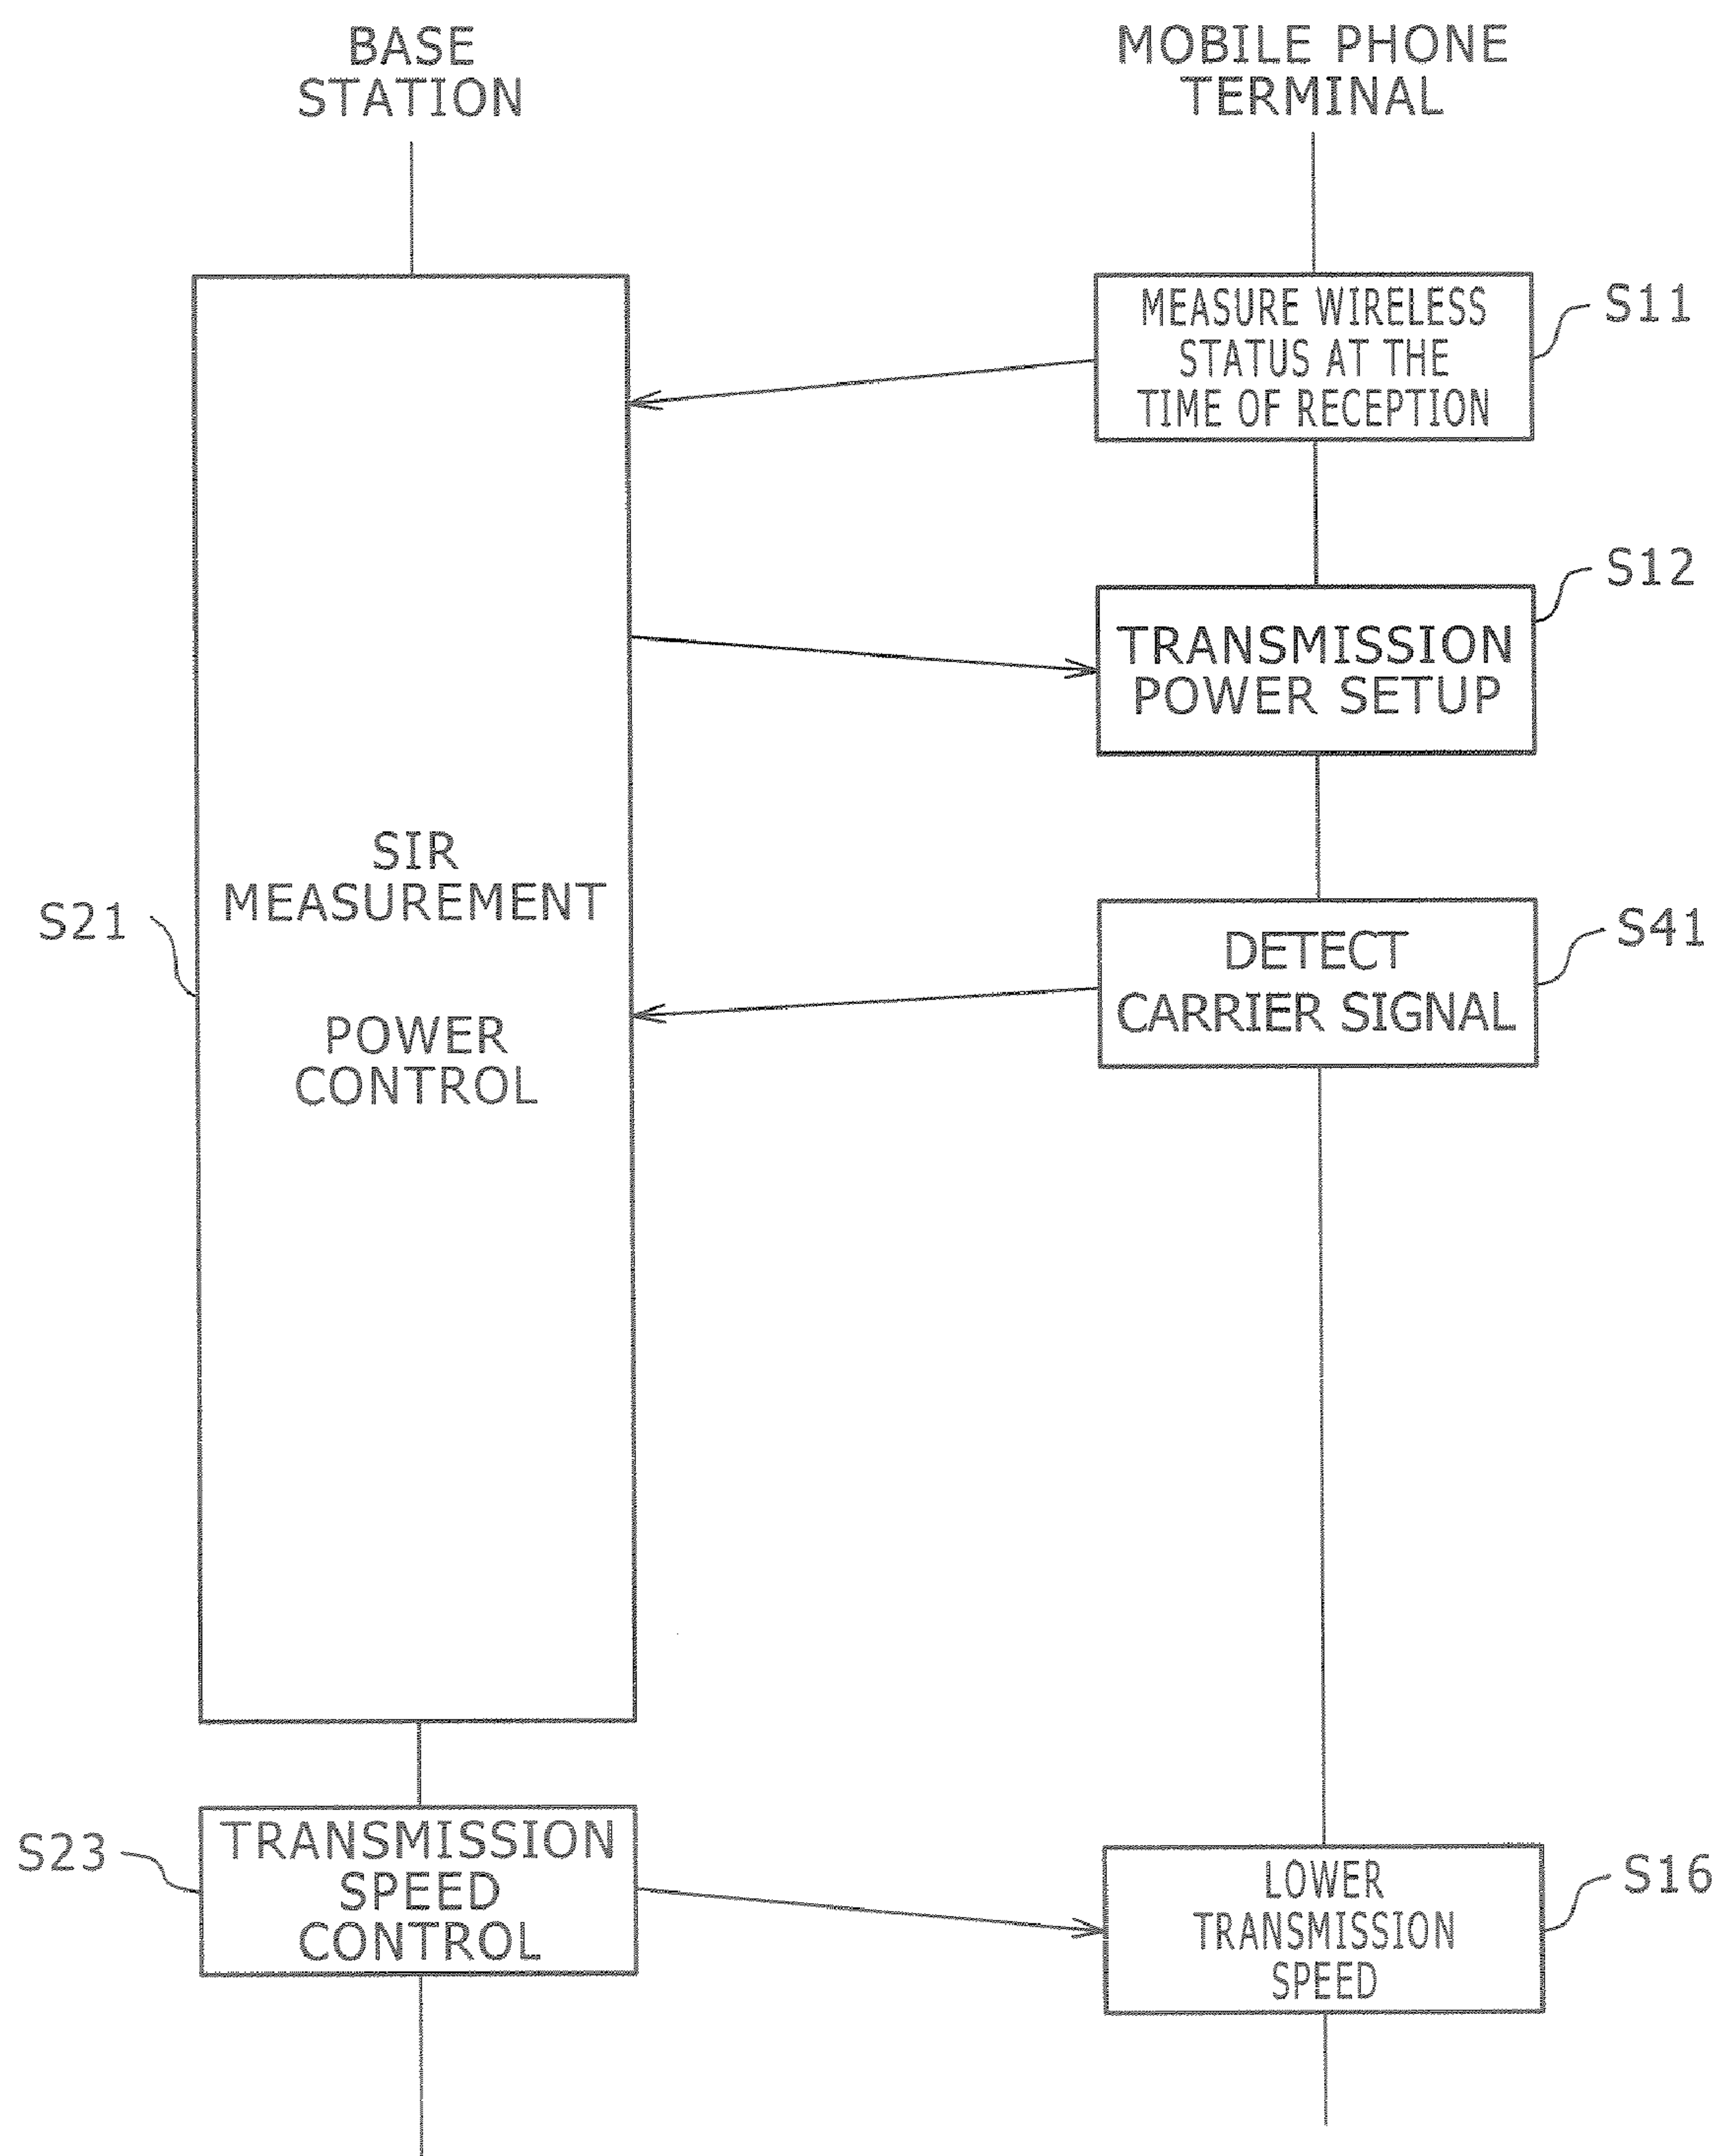 BASE
STATION
MOBILE PHONE
TERMINAL
MEASURE WIRELESS
STATUS AT THE
TIME OF RECEPTION
S11
TRANSMISSION
POWER SETUP
S12
SIR
MEASUREMENT
POWER
CONTROL
S21
DETECT
CARRIER SIGNAL
S41
TRANSMISSION
SPEED
CONTROL
S23
LOWER
TRANSMISSION
SPEED
S16